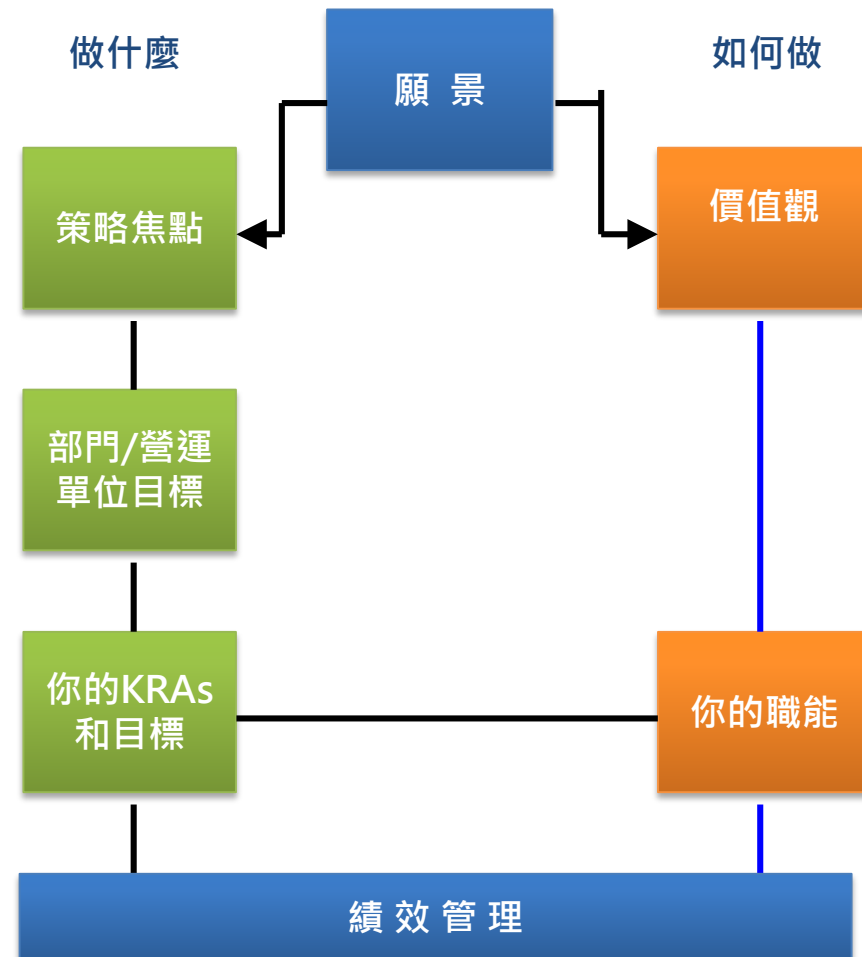 做什麼
願 景
如何做
策略焦點
價值觀
部門/營運
單位目標
你的KRAs
和目標
你的職能
績 效 管 理